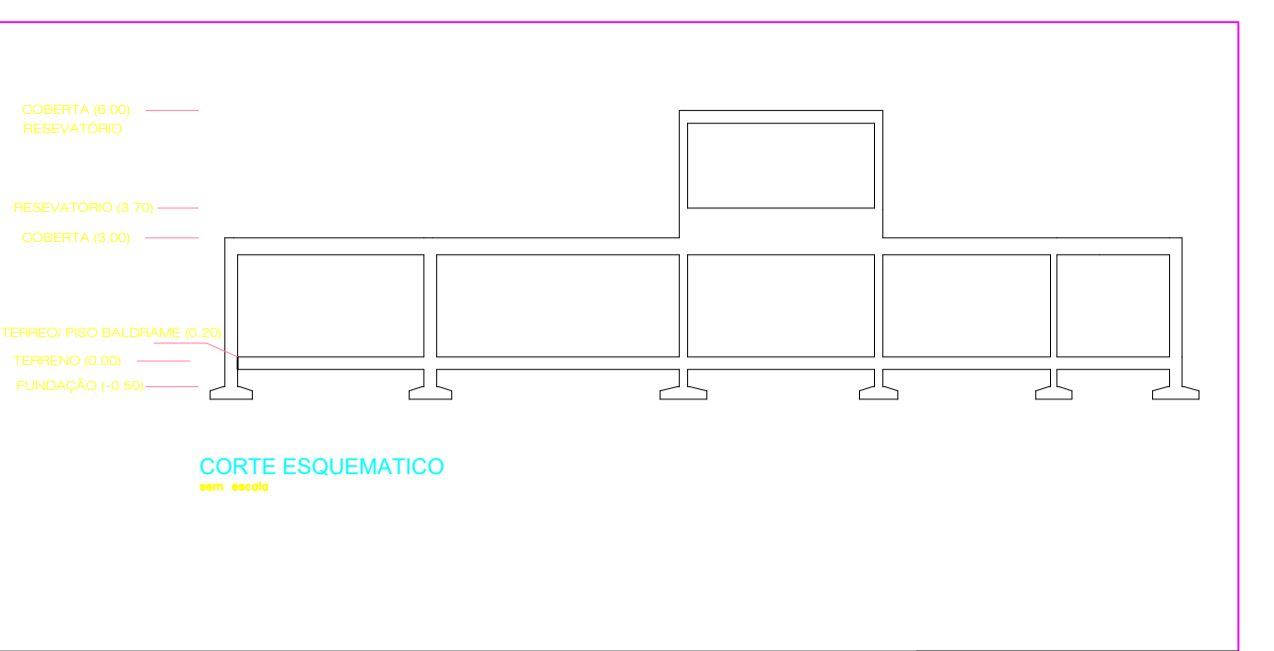 COBERTA (6.00)
RESEVATÓRIO
RESEVATÓRIO (3.70)
COBERTA (3.00)
TERREO/ PISO BALDRAME (0.20)
TERRENO (0.00)
FUNDAÇÃO (-0.50)
CORTE ESQUEMATICO
sem escala